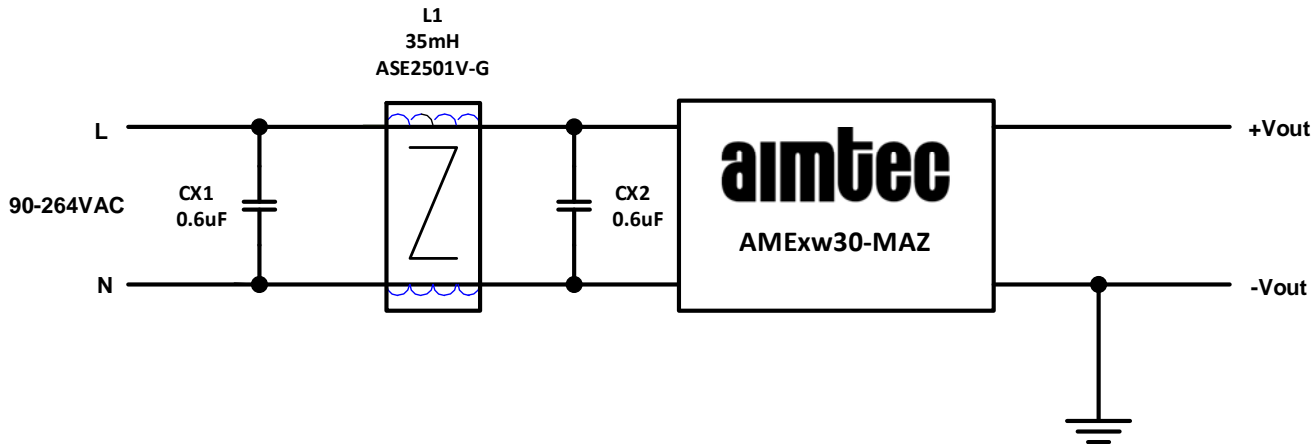 L1
35mH
ASE2501V-G
L
+Vout
90-264VAC
CX1
0.6uF
CX2
0.6uF
aimtec
AMExw30-MAZ
N
-Vout